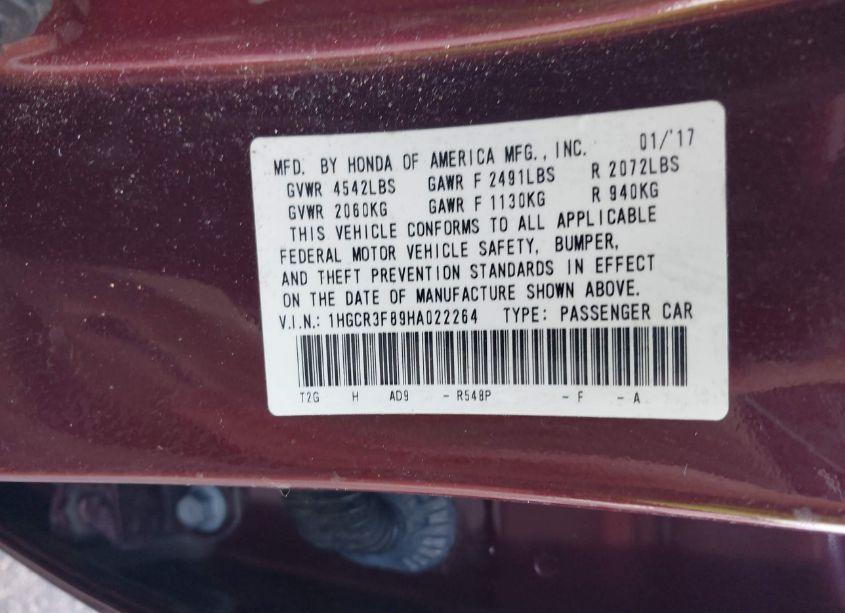 MFD. BY HONDA OF AMERICA MFG., INC. 01/'17
GVWR 4542LBS GAWR F 2491LBS R 2072LBS
GVWR 2060KG GAWR F 1130KG R 940KG
THIS VEHICLE CONFORMS TO ALL APPLICABLE
FEDERAL MOTOR VEHICLE SAFETY, BUMPER,
AND THEFT PREVENTION STANDARDS IN EFFECT
ON THE DATE OF MANUFACTURE SHOWN ABOVE.
V.I.N.: 1HGCR3F89HA022264 TYPE: PASSENGER CAR
T2G H AD9 - R548P - F - A